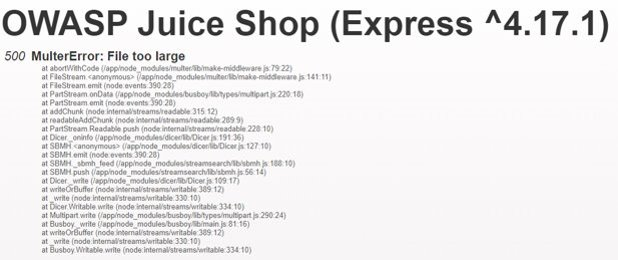 OWASP Juice Shop (Express ^4.17.1)
500 MulterError: File too large
at abortWithCode (/app/node_modules/multer/lib/make-middleware.js:79:22)
at FileStream.<anonymous> (/app/node_modules/multer/lib/make-middleware.js:141:11)
at FileStream.emit (node:events:390:28)
at PartStream.onData (/app/node_modules/busboy/lib/types/multipart.js:220:18)
at PartStream.emit (node:events:390:28)
at addChunk (node:internal/streams/readable:315:12)
at readableAddChunk (node:internal/streams/readable:289:9)
at PartStream.Readable.push (node:internal/streams/readable:228:10)
at Dicer._oninfo (/app/node_modules/dicer/lib/Dicer.js:191:36)
at SBMH.<anonymous> (/app/node_modules/dicer/lib/Dicer.js:127:10)
at SBMH.emit (node:events:390:28)
at SBMH._sbmh_feed (/app/node_modules/streamsearch/lib/sbmh.js:188:10)
at SBMH.push (/app/node_modules/streamsearch/lib/sbmh.js:56:14)
at Dicer._write (/app/node_modules/dicer/lib/Dicer.js:109:17)
at writeOrBuffer (node:internal/streams/writable:389:12)
at _write (node:internal/streams/writable:330:10)
at Dicer.Writable.write (node:internal/streams/writable:334:10)
at Multipart.write (/app/node_modules/busboy/lib/types/multipart.js:290:24)
at Busboy._write (/app/node_modules/busboy/lib/main.js:81:16)
at writeOrBuffer (node:internal/streams/writable:389:12)
at _write (node:internal/streams/writable:330:10)
at Busboy.Writable.write (node:internal/streams/writable:334:10)